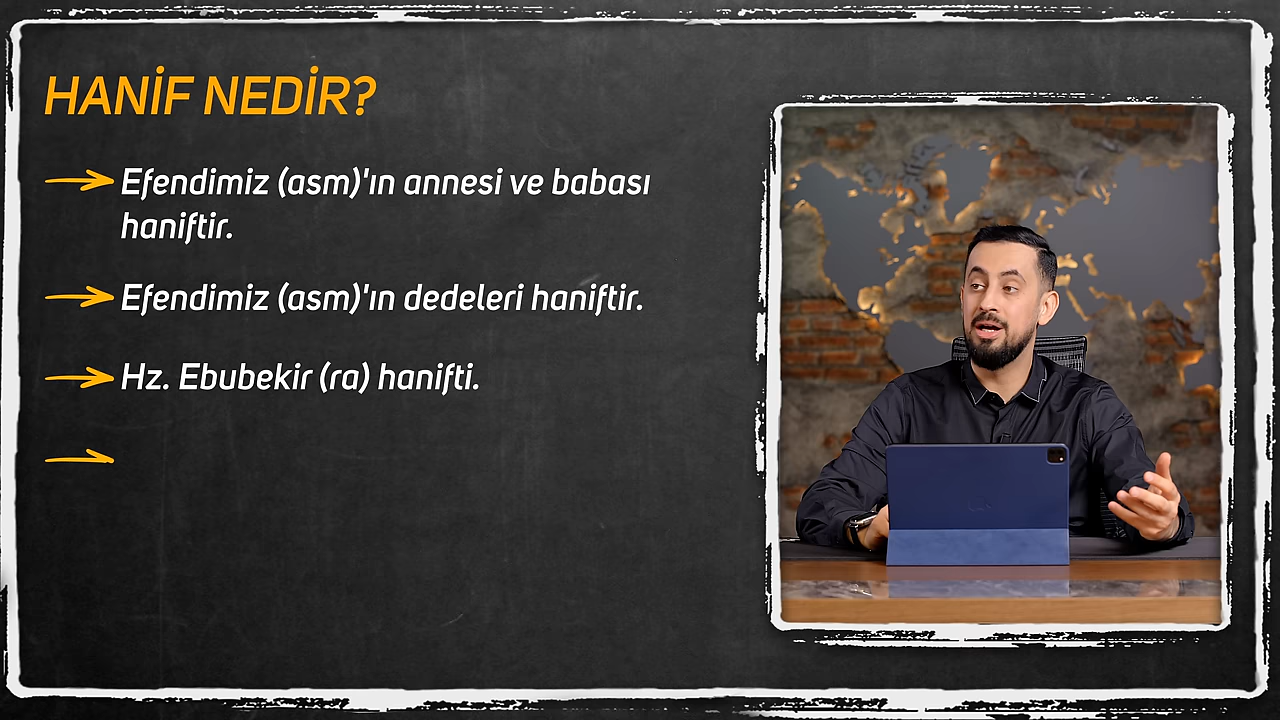 HANİF NEDİR?
Efendimiz (asm)'ın annesi ve babası
haniftir.
Efendimiz (asm)'ın dedeleri haniftir.
Hz. Ebubekir (ra) hanifti.